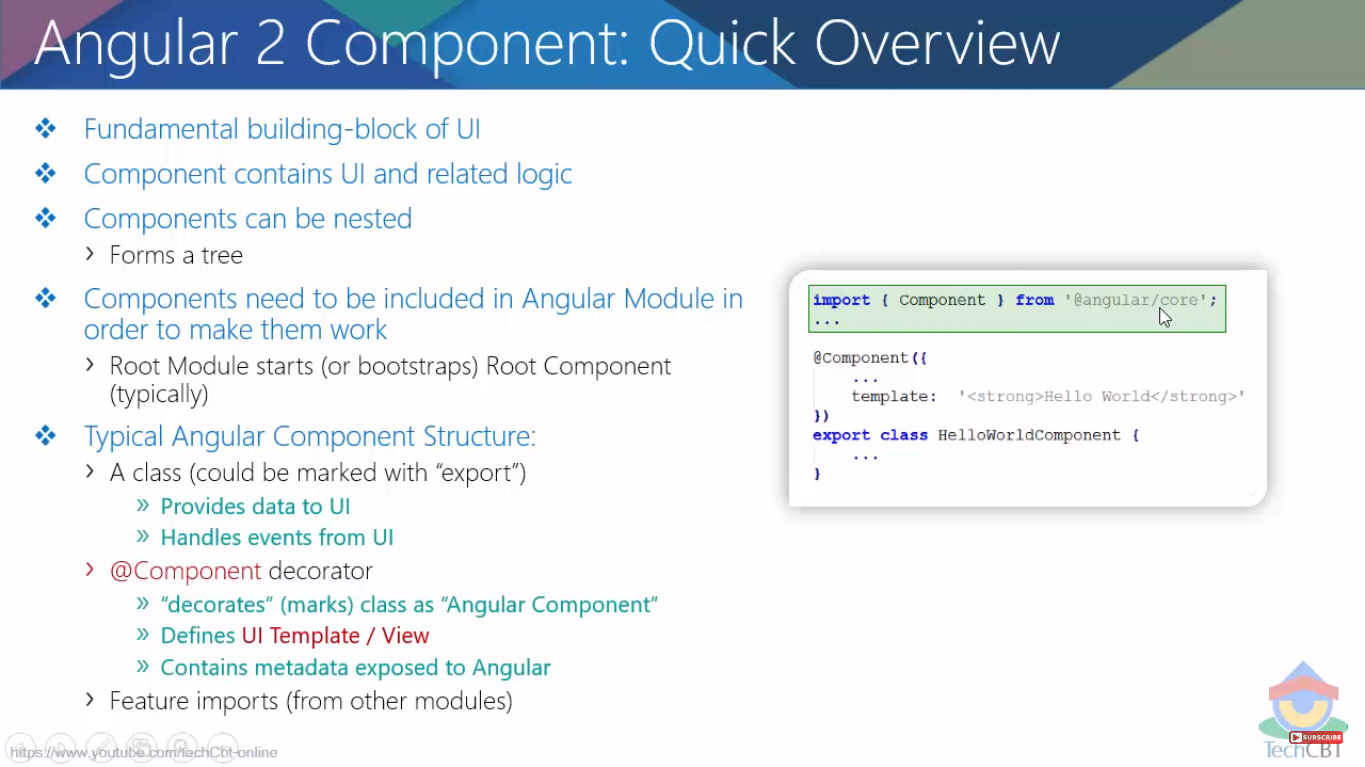 Angular 2 Component: Quick Overview
Fundamental building-block of UI
Component contains UI and related logic
Components can be nested
Forms a tree
Components need to be included in Angular Module in
order to make them work
Root Module starts (or bootstraps) Root Component
(typically)
Typical Angular Component Structure:
A class (could be marked with “export”)
Provides data to UI
Handles events from UI
@Component decorator
“decorates” (marks) class as “Angular Component”
Defines UI Template / View
Contains metadata exposed to Angular
Feature imports (from other modules)
import { Component } from '@angular/core';
...
@Component({
...
template: '<strong>Hello World</strong>'
})
export class HelloWorldComponent {
...
}
https://www.youtube.com/techCbt-online
SUBSCRIBE
TechCBT